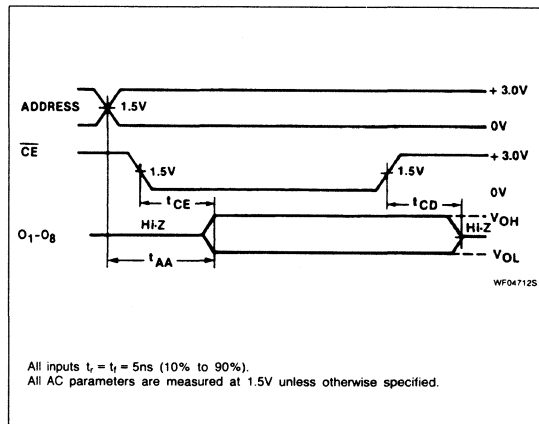 + 3.0V
ADDRESS
1.5V
0V
CE
+ 3.0V
1.5V
1.5V
0V
tCE
tCD
VOH
Hi-Z
Hi-Z
O1-O8
VOL
tAA
WF04712S
All inputs tr = tf = 5ns (10% to 90%).
All AC parameters are measured at 1.5V unless otherwise specified.